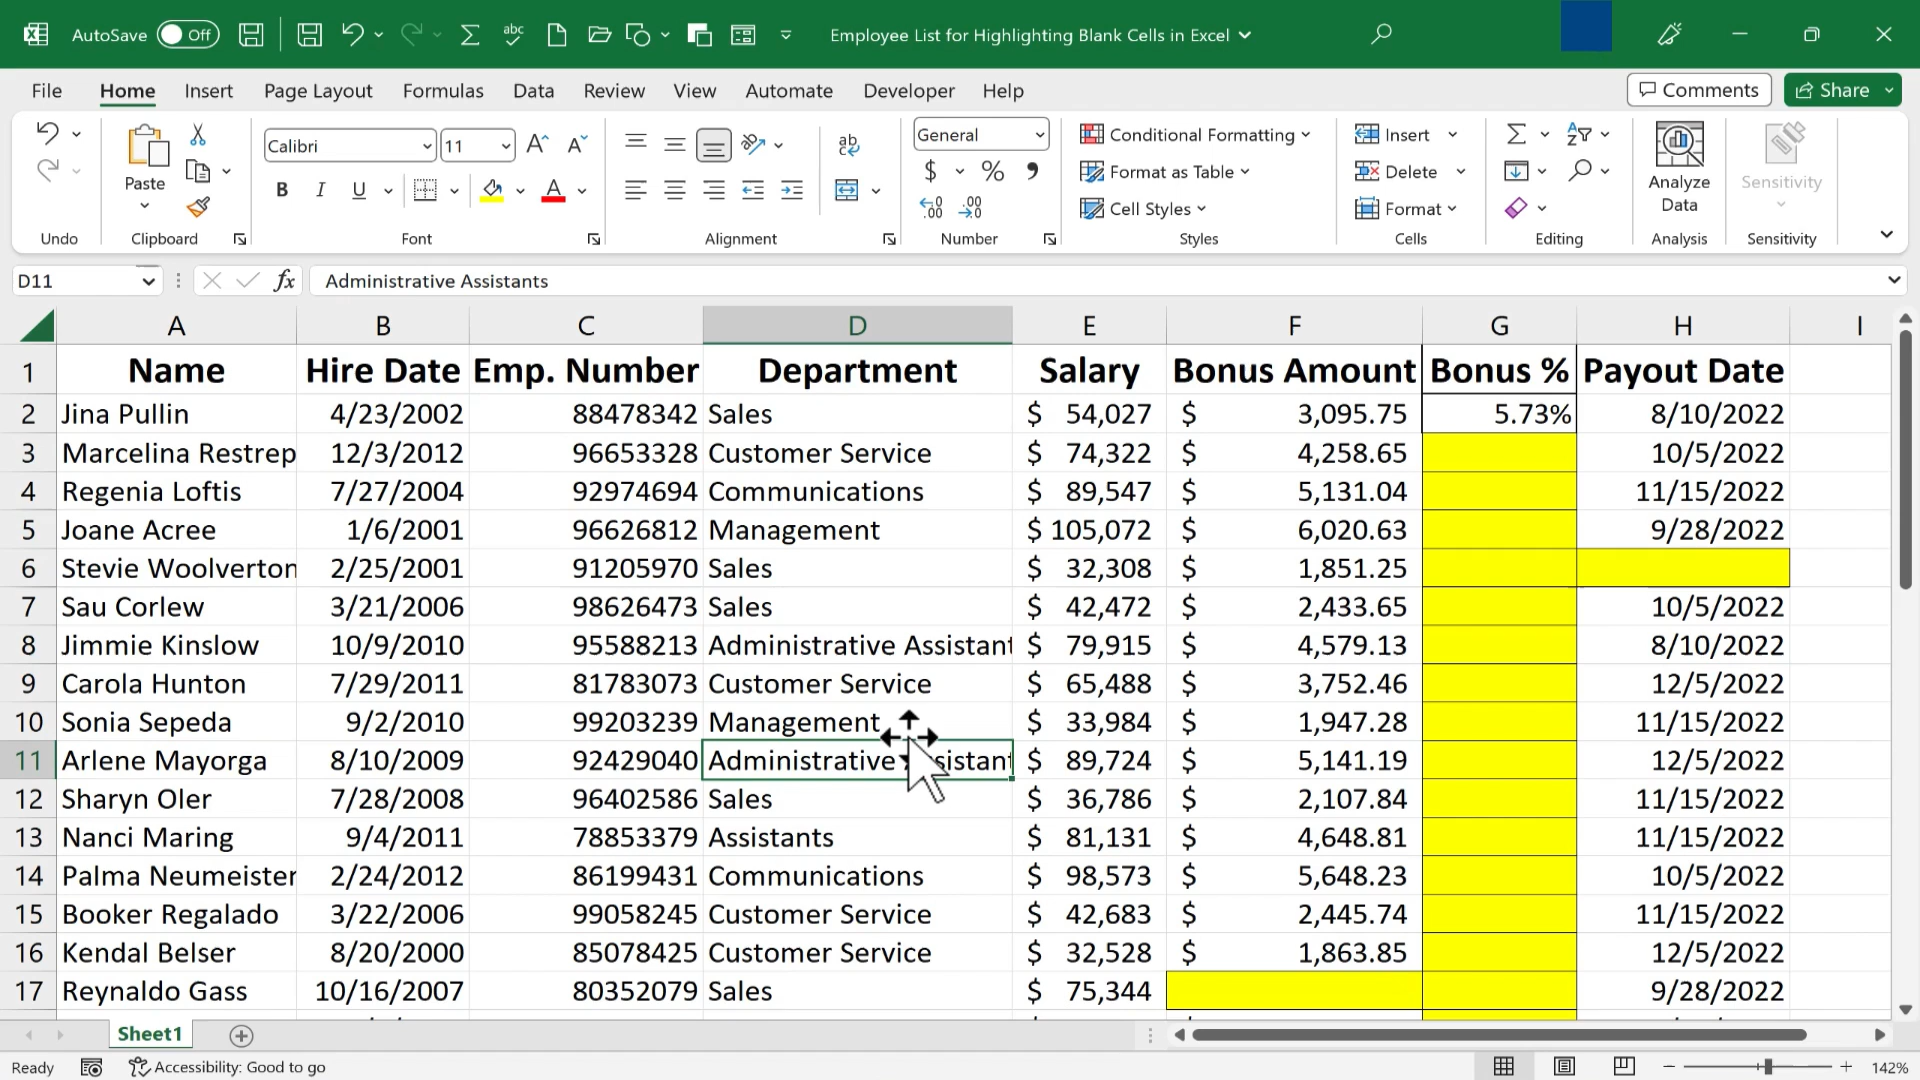 AutoSave Off Employee List for Highlighting Blank Cells in Excel
File Home Insert Page Layout Formulas Data Review View Automate Developer Help Comments Share
Calibri 11 General Conditional Formatting Insert
Paste Format as Table Delete Analyze Data Sensitivity
B I U $ % Cell Styles Format
Undo Clipboard Font Alignment Number Styles Cells Editing Analysis Sensitivity
D11 fx Administrative Assistants
A B C D E F G H I
1 Name Hire Date Emp. Number Department Salary Bonus Amount Bonus % Payout Date
2 Jina Pullin 4/23/2002 88478342 Sales $ 54,027 $ 3,095.75 5.73% 8/10/2022
3 Marcelina Restrep 12/3/2012 96653328 Customer Service $ 74,322 $ 4,258.65 10/5/2022
4 Regenia Loftis 7/27/2004 92974694 Communications $ 89,547 $ 5,131.04 11/15/2022
5 Joane Acree 1/6/2001 96626812 Management $ 105,072 $ 6,020.63 9/28/2022
6 Stevie Woolverton 2/25/2001 91205970 Sales $ 32,308 $ 1,851.25
7 Sau Corlew 3/21/2006 98626473 Sales $ 42,472 $ 2,433.65 10/5/2022
8 Jimmie Kinslow 10/9/2010 95588213 Administrative Assistant $ 79,915 $ 4,579.13 8/10/2022
9 Carola Hunton 7/29/2011 81783073 Customer Service $ 65,488 $ 3,752.46 12/5/2022
10 Sonia Sepeda 9/2/2010 99203239 Management $ 33,984 $ 1,947.28 11/15/2022
11 Arlene Mayorga 8/10/2009 92429040 Administrative Assistant $ 89,724 $ 5,141.19 12/5/2022
12 Sharyn Oler 7/28/2008 96402586 Sales $ 36,786 $ 2,107.84 11/15/2022
13 Nanci Maring 9/4/2011 78853379 Assistants $ 81,131 $ 4,648.81 11/15/2022
14 Palma Neumeister 2/24/2012 86199431 Communications $ 98,573 $ 5,648.23 10/5/2022
15 Booker Regalado 3/22/2006 99058245 Customer Service $ 42,683 $ 2,445.74 11/15/2022
16 Kendal Belser 8/20/2000 85078425 Customer Service $ 32,528 $ 1,863.85 12/5/2022
17 Reynaldo Gass 10/16/2007 80352079 Sales $ 75,344 9/28/2022
Sheet1
Ready Accessibility: Good to go 142%